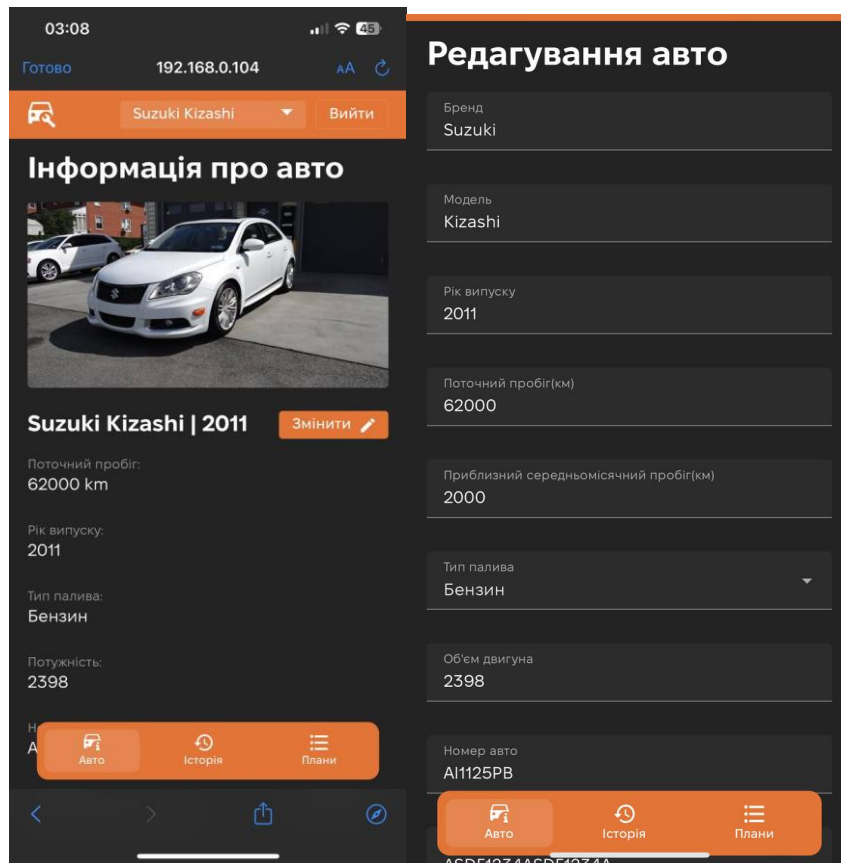 03:08
45
Готово
192.168.0.104
AA
Suzuki Kizashi
Вийти
Інформація про авто
Suzuki Kizashi | 2011
Змінити
Поточний пробіг:
62000 km
Рік випуску:
2011
Тип палива:
Бензин
Потужність:
2398
Н
А
Авто
Історія
Плани
Редагування авто
Бренд
Suzuki
Модель
Kizashi
Рік випуску
2011
Поточний пробіг(км)
62000
Приблизний середньомісячний пробіг(км)
2000
Тип палива
Бензин
Об'єм двигуна
2398
Номер авто
AI1125PB
Авто
Історія
Плани
ASDF1234ASDF1234A